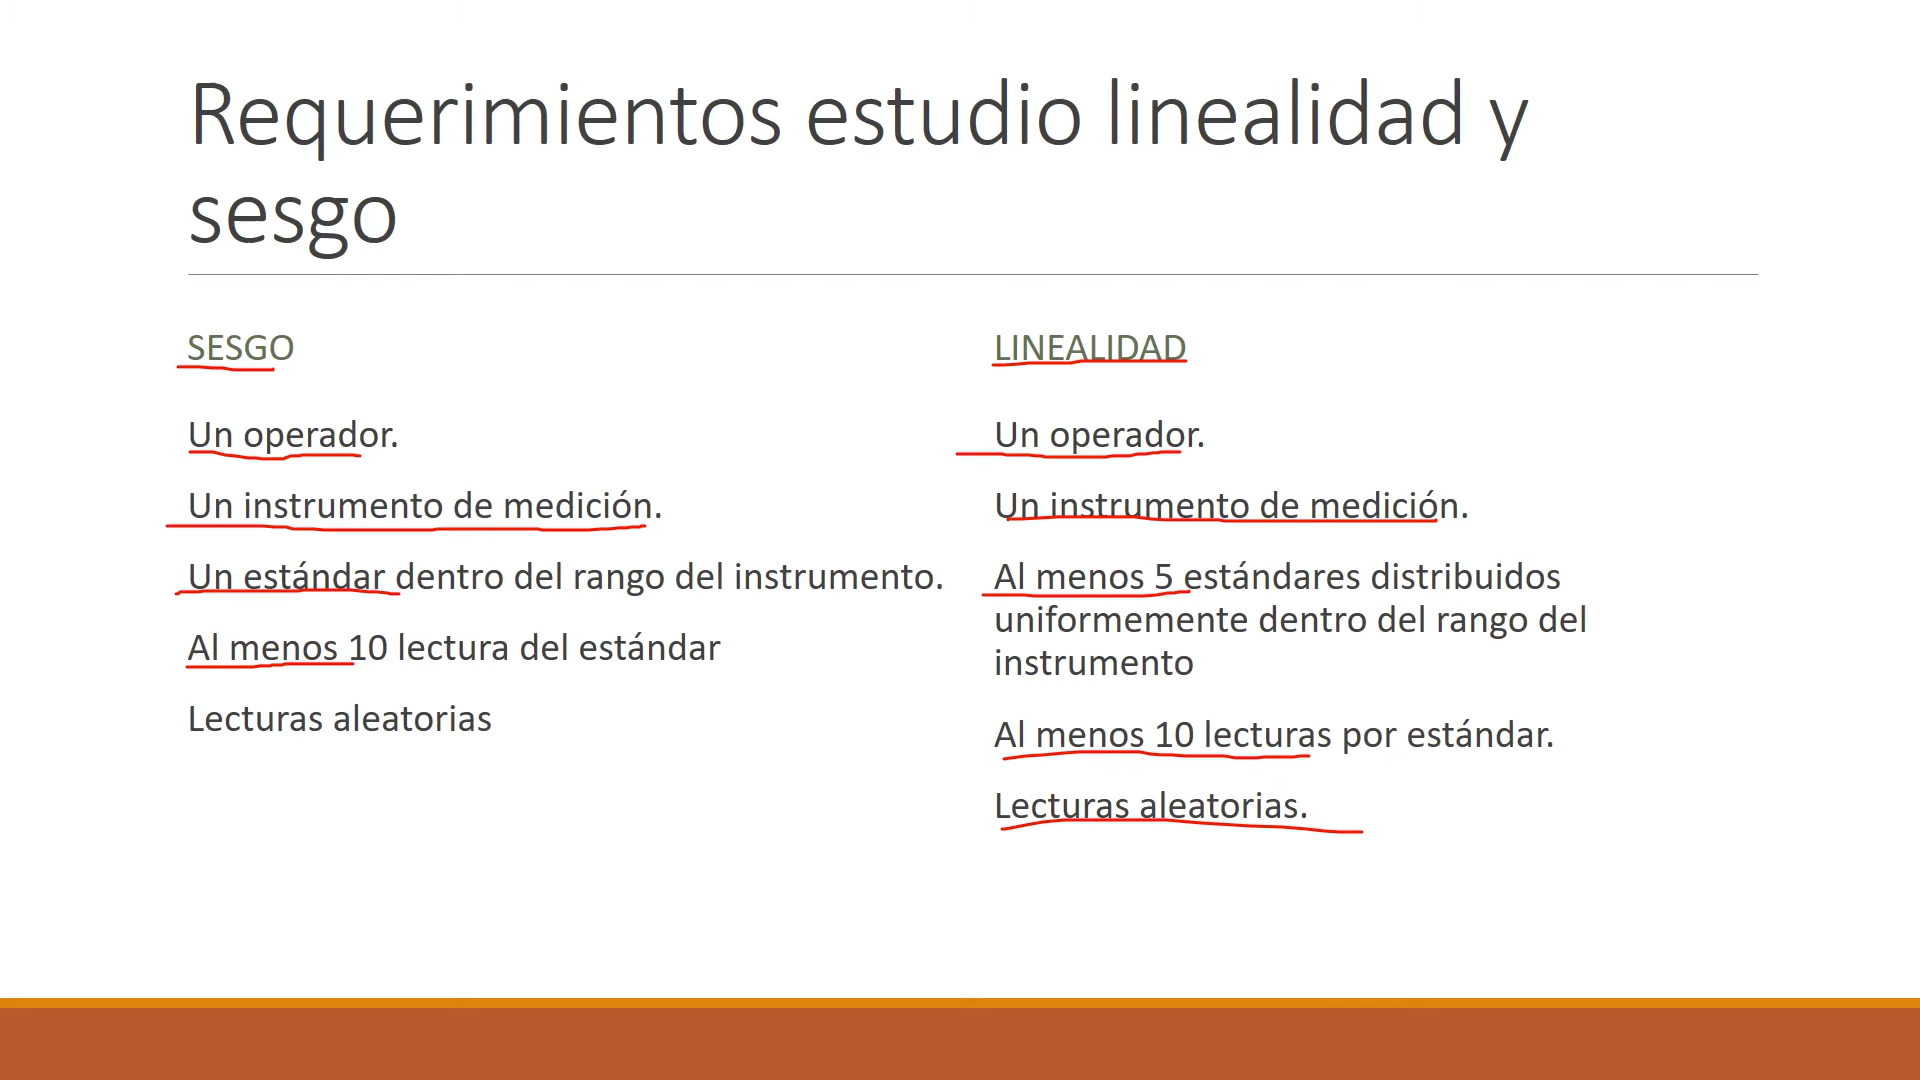 Requerimientos estudio linealidad y
sesgo
SESGO
Un operador.
Un instrumento de medición.
Un estándar dentro del rango del instrumento.
Al menos 10 lectura del estándar
Lecturas aleatorias
LINEALIDAD
Un operador.
Un instrumento de medición.
Al menos 5 estándares distribuidos
uniformemente dentro del rango del
instrumento
Al menos 10 lecturas por estándar.
Lecturas aleatorias.